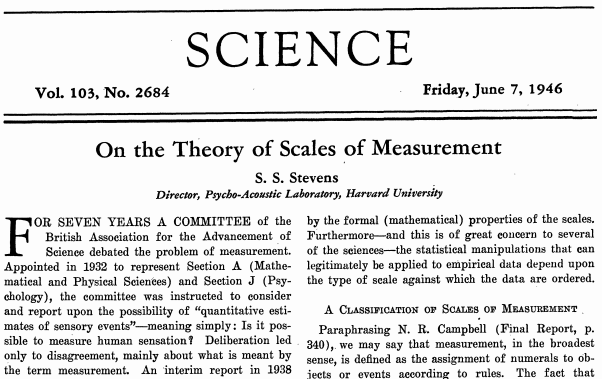 SCIENCE
Vol. 103, No. 2684
Friday, June 7, 1946
On the Theory of Scales of Measurement
S. S. Stevens
Director, Psycho-Acoustic Laboratory, Harvard University
FOR SEVEN YEARS A COMMITTEE of the
British Association for the Advancement of
Science debated the problem of measurement.
Appointed in 1932 to represent Section A (Mathe-
matical and Physical Sciences) and Section J (Psy-
chology), the committee was instructed to consider
and report upon the possibility of "quantitative esti-
mates of sensory events"—meaning simply: Is it pos-
sible to measure human sensation? Deliberation led
only to disagreement, mainly about what is meant by
the term measurement. An interim report in 1938
by the formal (mathematical) properties of the scales.
Furthermore—and this is of great concern to several
of the sciences—the statistical manipulations that can
legitimately be applied to empirical data depend upon
the type of scale against which the data are ordered.
A CLASSIFICATION OF SCALES OF MEASUREMENT
Paraphrasing N. R. Campbell (Final Report, p.
340), we may say that measurement, in the broadest
sense, is defined as the assignment of numerals to ob-
jects or events according to rules. The fact that